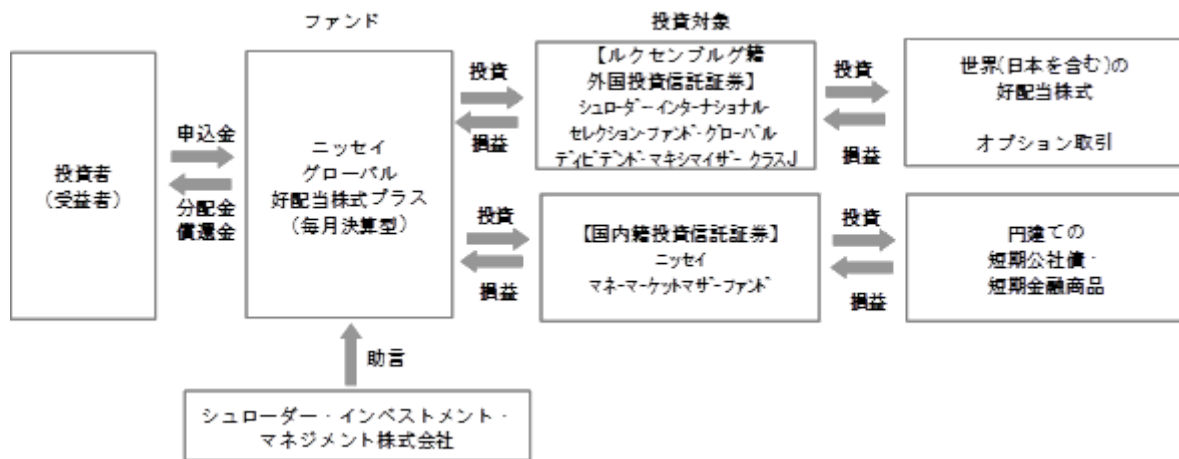 ファンド
投資対象
投資者
(受益者)
申込金
分配金
償還金
ニッセイ
グローバル
好配当株式プラス
(毎月決算型)
投資
損益
【ルクセンブルグ籍
外国投資信託証券】
シュローダー・インターナショナル・
セレクション・ファンド・グローバル・
ディビデンド・マキシマイザー クラスJ
投資
損益
世界(日本を含む)の
好配当株式
オプション取引
投資
損益
【国内籍投資信託証券】
ニッセイ
マネーマーケットマザーファンド
投資
損益
円建ての
短期公社債・
短期金融商品
助言
シュローダー・インベストメント・
マネジメント株式会社